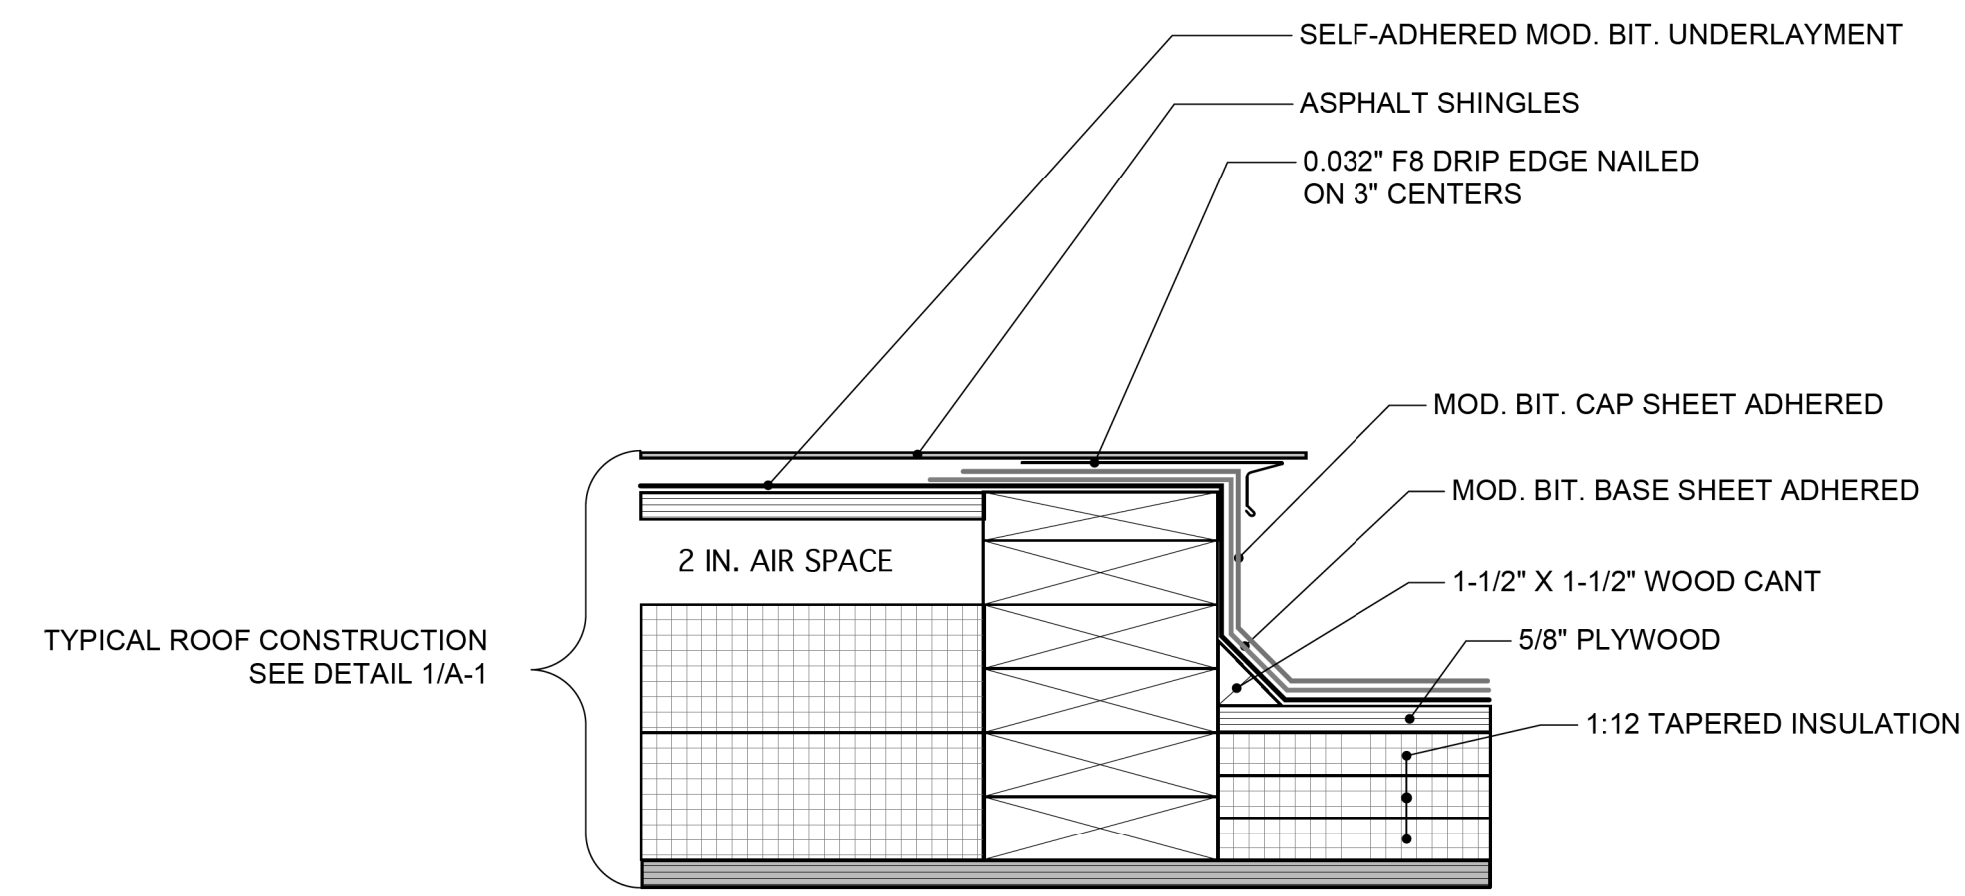 SELF-ADHERED MOD. BIT. UNDERLAYMENT
ASPHALT SHINGLES
0.032" F8 DRIP EDGE NAILED
ON 3" CENTERS
MOD. BIT. CAP SHEET ADHERED
MOD. BIT. BASE SHEET ADHERED
2 IN. AIR SPACE
1-1/2" X 1-1/2" WOOD CANT
TYPICAL ROOF CONSTRUCTION
SEE DETAIL 1/A-1
5/8" PLYWOOD
1:12 TAPERED INSULATION